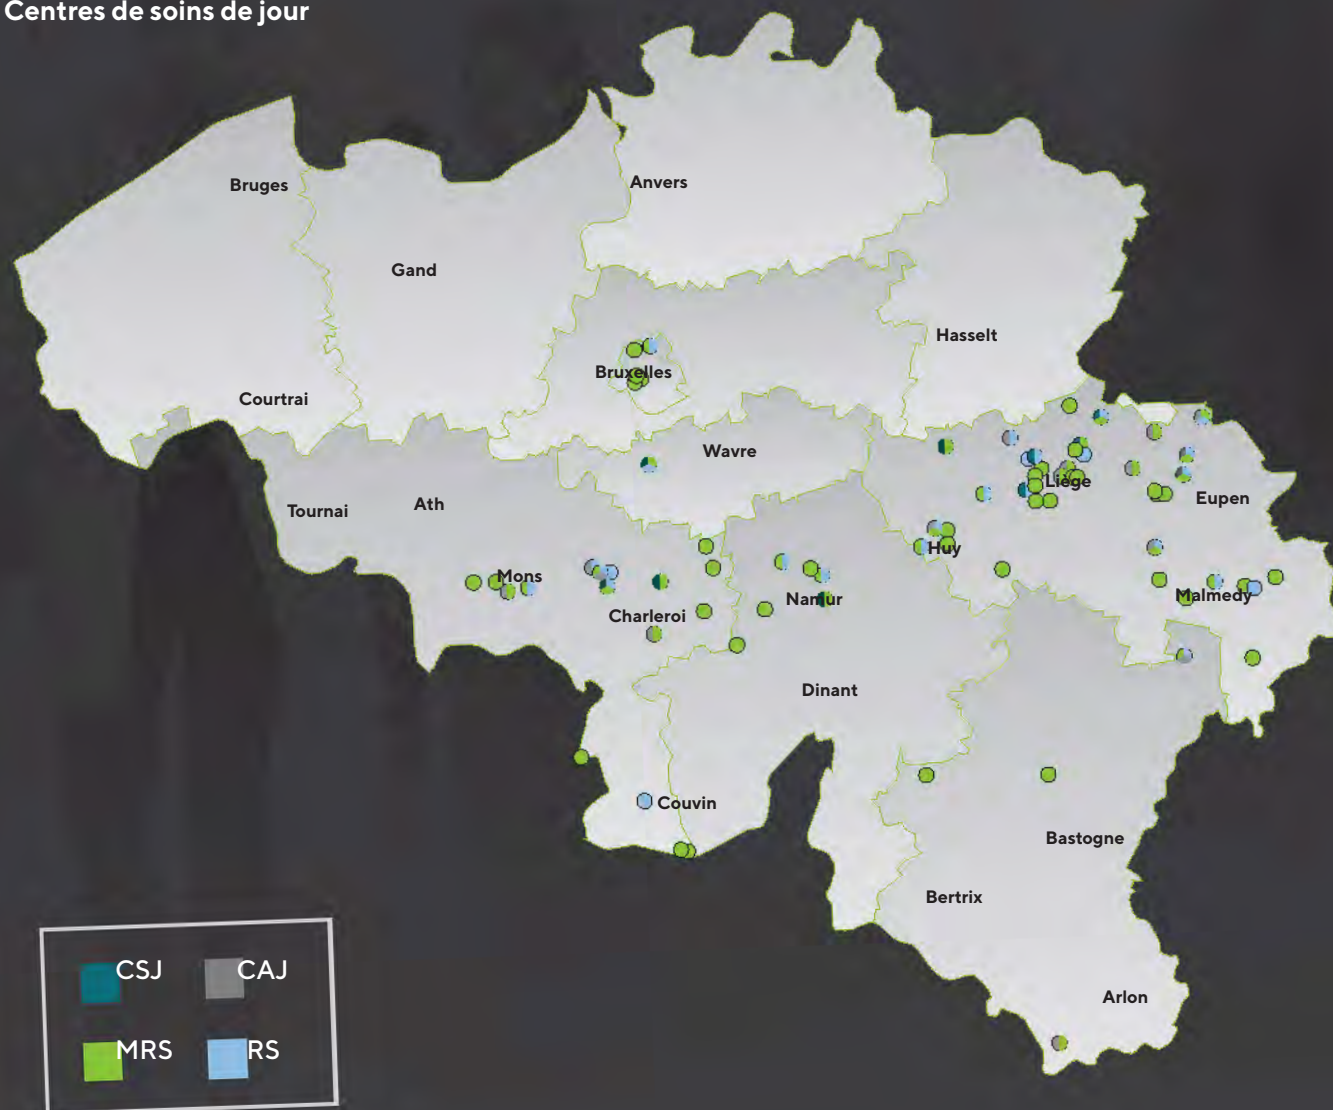 Centres de soins de jour
Bruges
Anvers
Gand
Hasselt
Bruxelles
Courtrai
Wavre
Liège
Tournai
Ath
Eupen
Huy
Mons
Namur
Malmedy
Charleroi
Dinant
Couvin
Bastogne
Bertrix
Arlon
CSJ
CAJ
MRS
RS